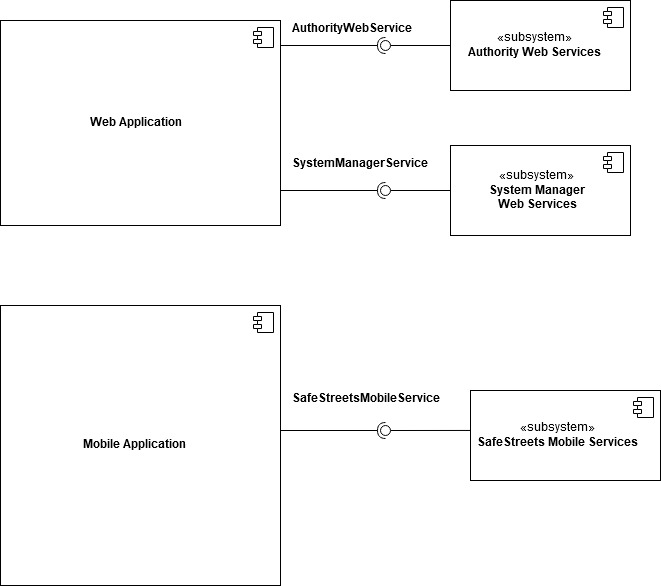 AuthorityWebService
«subsystem»
Authority Web Services
Web Application
SystemManagerService
«subsystem»
System Manager
Web Services
SafeStreetsMobileService
«subsystem»
SafeStreets Mobile Services
Mobile Application